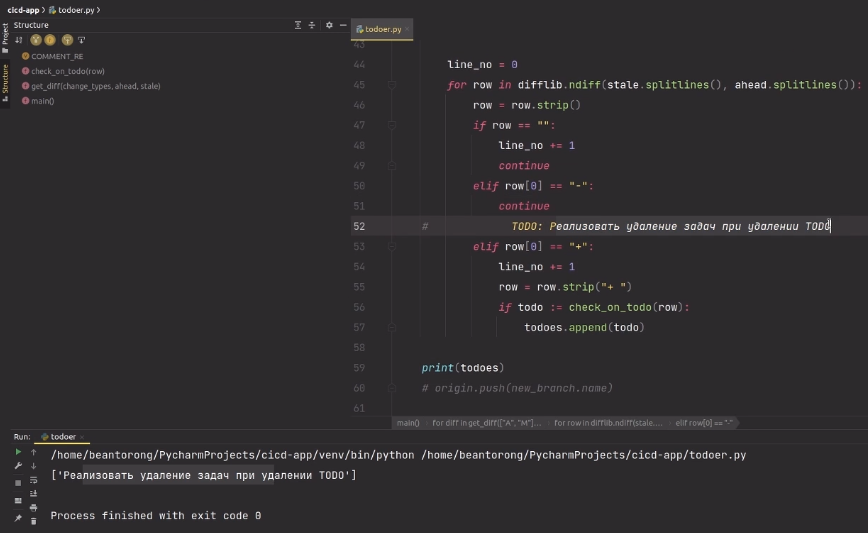 cicd-app > todoer.py
Structure
todoer.py
Project
Structure
COMMENT_RE
check_on_todo(row)
get_diff(change_types, ahead, stale)
main()
43
44 line_no = 0
45 for row in difflib.ndiff(stale.splitlines(), ahead.splitlines()):
46 row = row.strip()
47 if row == "":
48 line_no += 1
49 continue
50 elif row[0] == "-":
51 continue
52 # TODO: Реализовать удаление задач при удалении TODO
53 elif row[0] == "+":
54 line_no += 1
55 row = row.strip("+ ")
56 if todo := check_on_todo(row):
57 todoes.append(todo)
58
59 print(todoes)
60 # origin.push(new_branch.name)
61
main() > for diff in get_diff(["A", "M"]... > for row in difflib.ndiff(stale.... > elif row[0] == "-"
Run: todoer
/home/beantorong/PycharmProjects/cicd-app/venv/bin/python /home/beantorong/PycharmProjects/cicd-app/todoer.py
['Реализовать удаление задач при удалении TODO']
Process finished with exit code 0